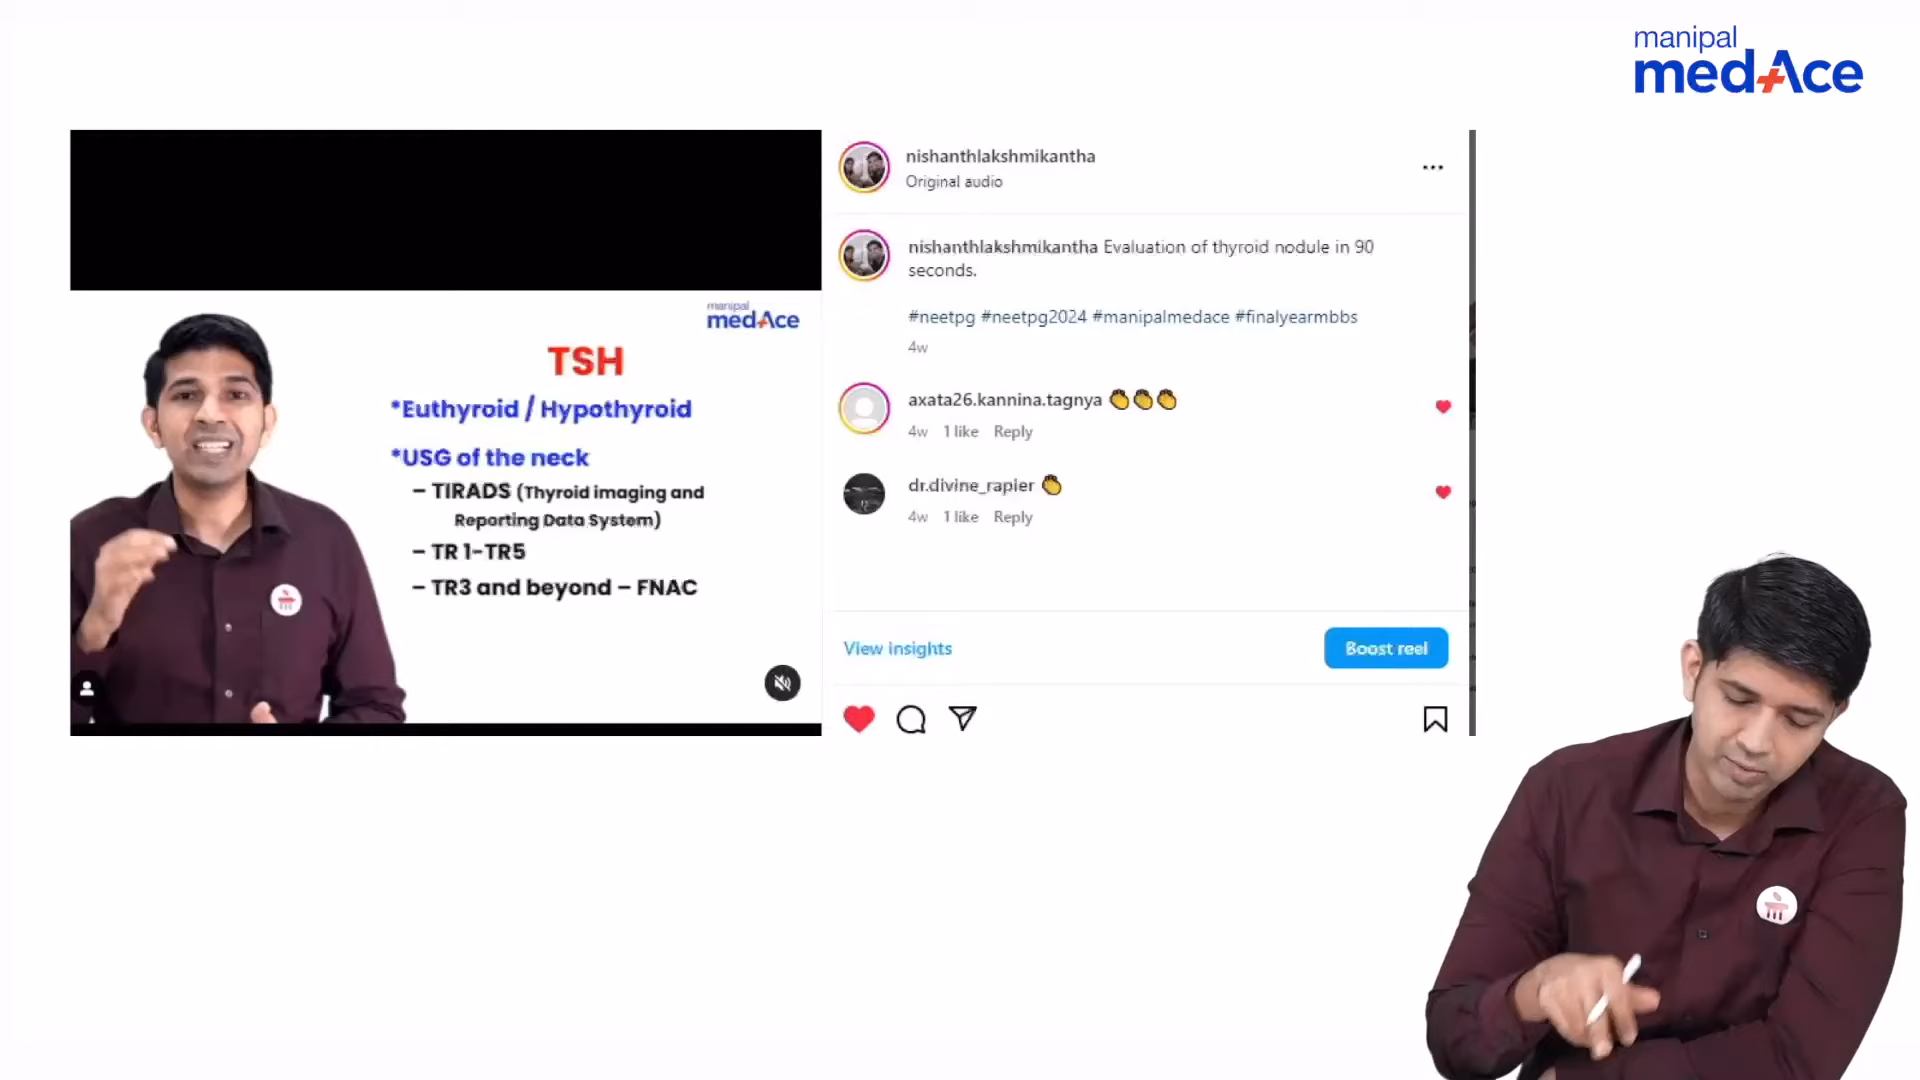 manipal
medAce
manipal
medAce
TSH
*Euthyroid / Hypothyroid
*USG of the neck
– TIRADS (Thyroid imaging and
Reporting Data System)
– TR 1-TR5
– TR3 and beyond – FNAC
nishanthlakshmikantha
Original audio
nishanthlakshmikantha Evaluation of thyroid nodule in 90
seconds.
#neetpg #neetpg2024 #manipalmedace #finalyearmbbs
4w
axata26.kannina.tagnya 👏👏👏
4w 1 like Reply
dr.divine_rapier 👏
4w 1 like Reply
View insights
Boost reel